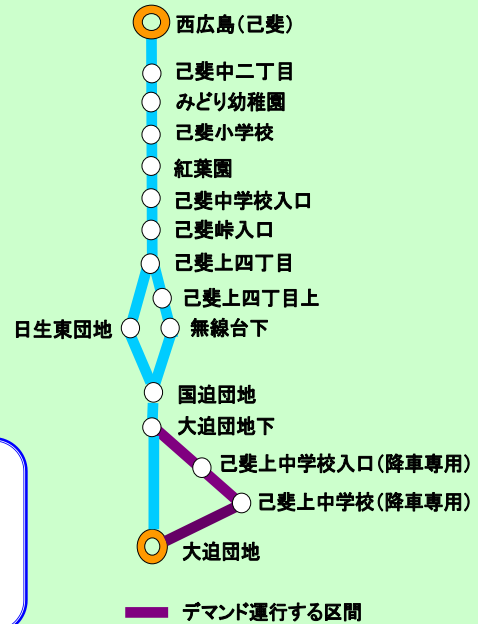 西広島(己斐)
己斐中二丁目
みどり幼稚園
己斐小学校
紅葉園
己斐中学校入口
己斐峠入口
己斐上四丁目
己斐上四丁目上
日生東団地
無線台下
国迫団地
大迫団地下
己斐上中学校入口(降車専用)
己斐上中学校(降車専用)
大迫団地
デマンド運行する区間